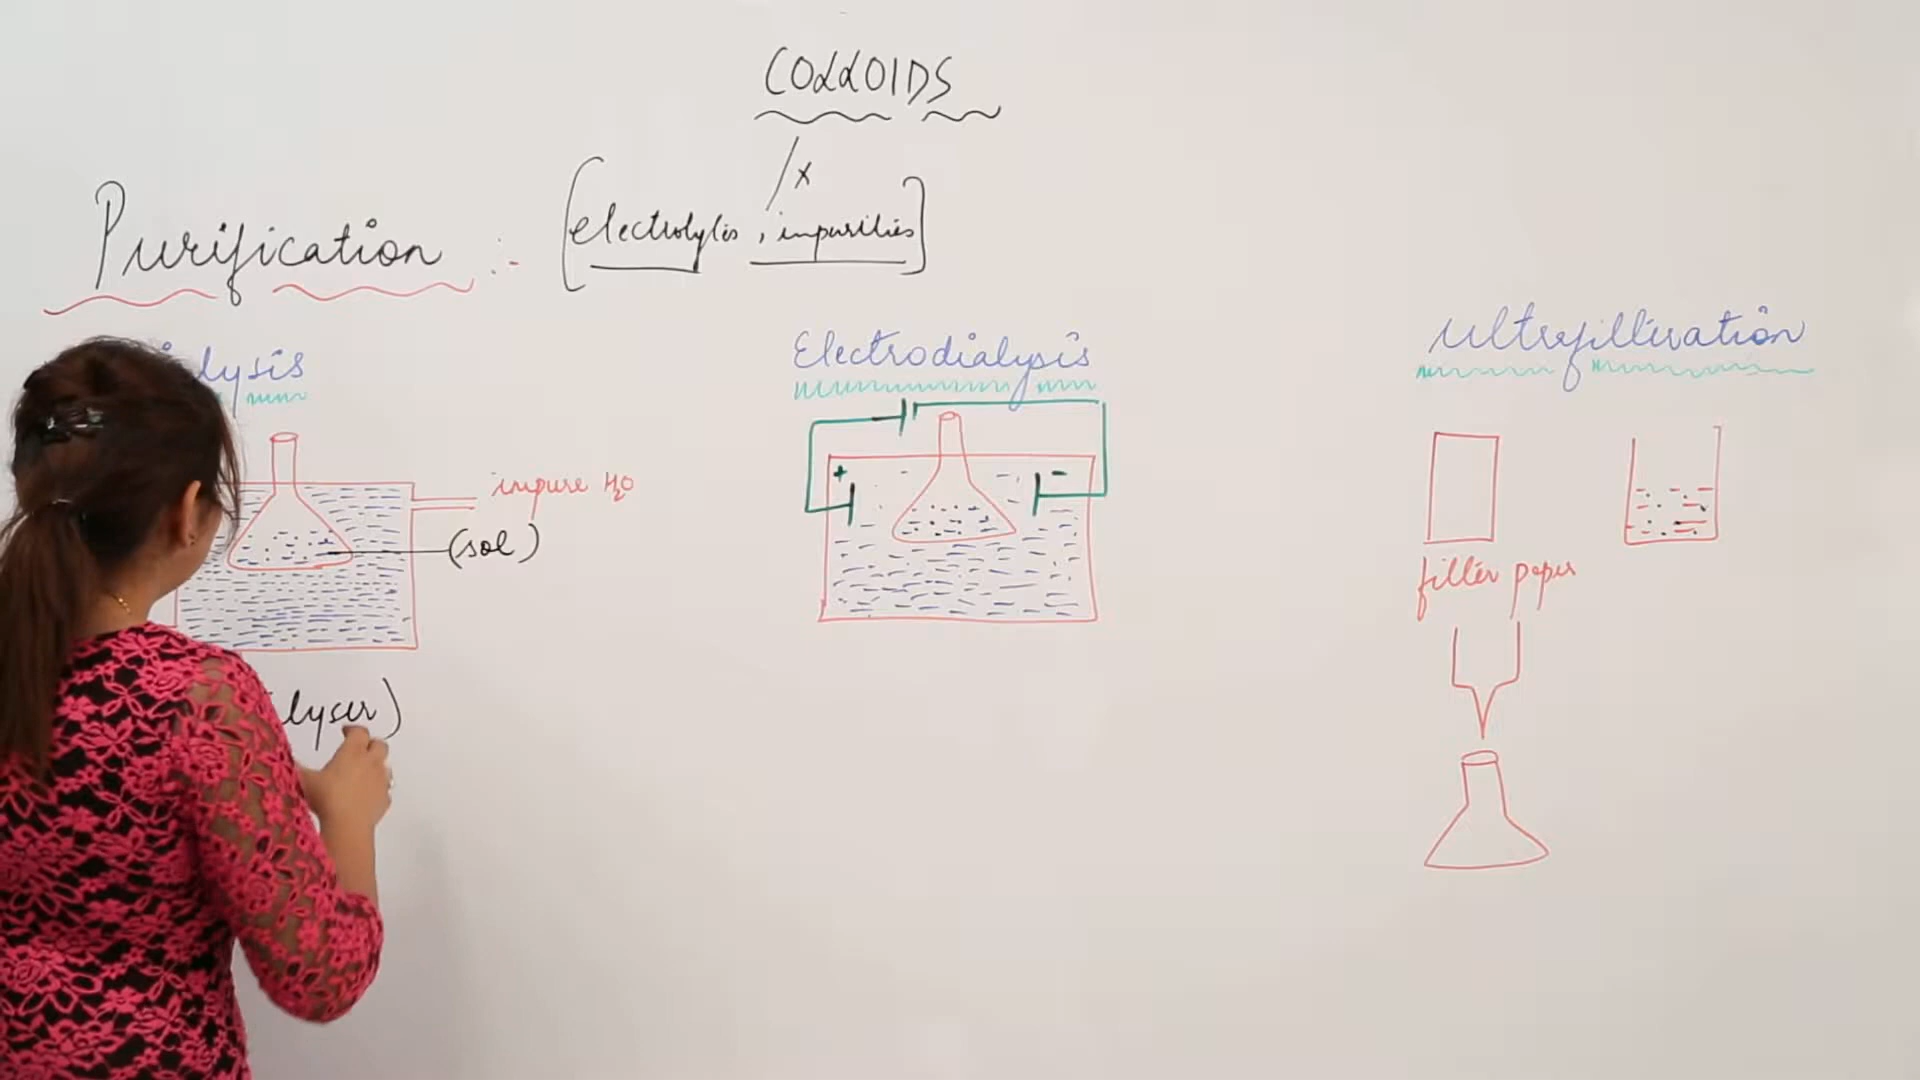 COLLOIDS
x
Purification :- [electrolytes, impurities]
lysis
Electrodialysis
Ultrafiltration
impure H2O
(sol)
+
-
filter paper
lyser)